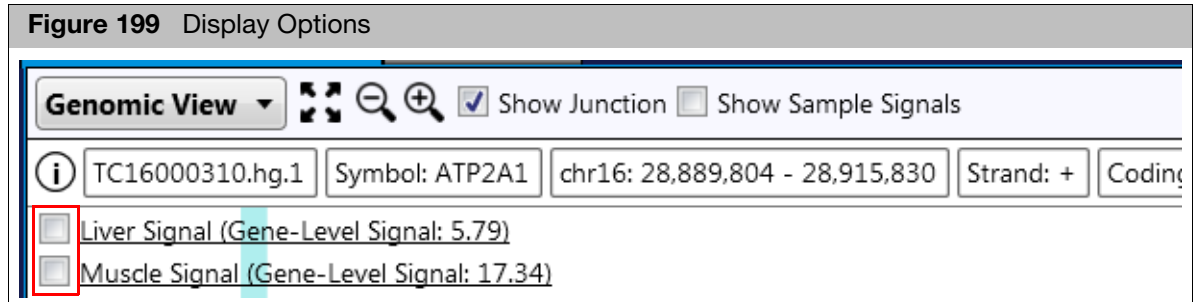 Figure 199 Display Options
Genomic View Show Junction Show Sample Signals
TC16000310.hg.1 Symbol: ATP2A1 chr16: 28,889,804 - 28,915,830 Strand: + Coding
Liver Signal (Gene-Level Signal: 5.79)
Muscle Signal (Gene-Level Signal: 17.34)